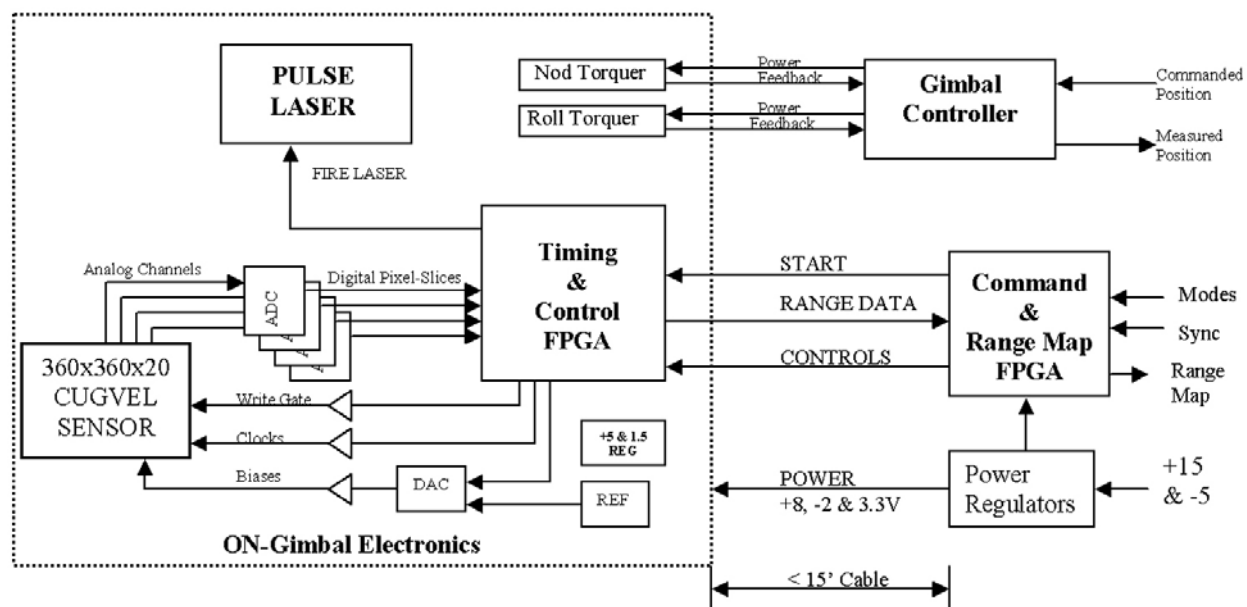 PULSE
LASER
Nod Torquer
Roll Torquer
Power
Feedback
Power
Feedback
Gimbal
Controller
Commanded
Position
Measured
Position
FIRE LASER
Analog Channels
ADC
A
A
A
Digital Pixel-Slices
Timing
&
Control
FPGA
START
RANGE DATA
CONTROLS
Command
&
Range Map
FPGA
Modes
Sync
Range
Map
360x360x20
CUGVEL
SENSOR
Write Gate
Clocks
Biases
DAC
+5 & 1.5
REG
REF
POWER
+8, -2 & 3.3V
Power
Regulators
+15
& -5
ON-Gimbal Electronics
< 15' Cable